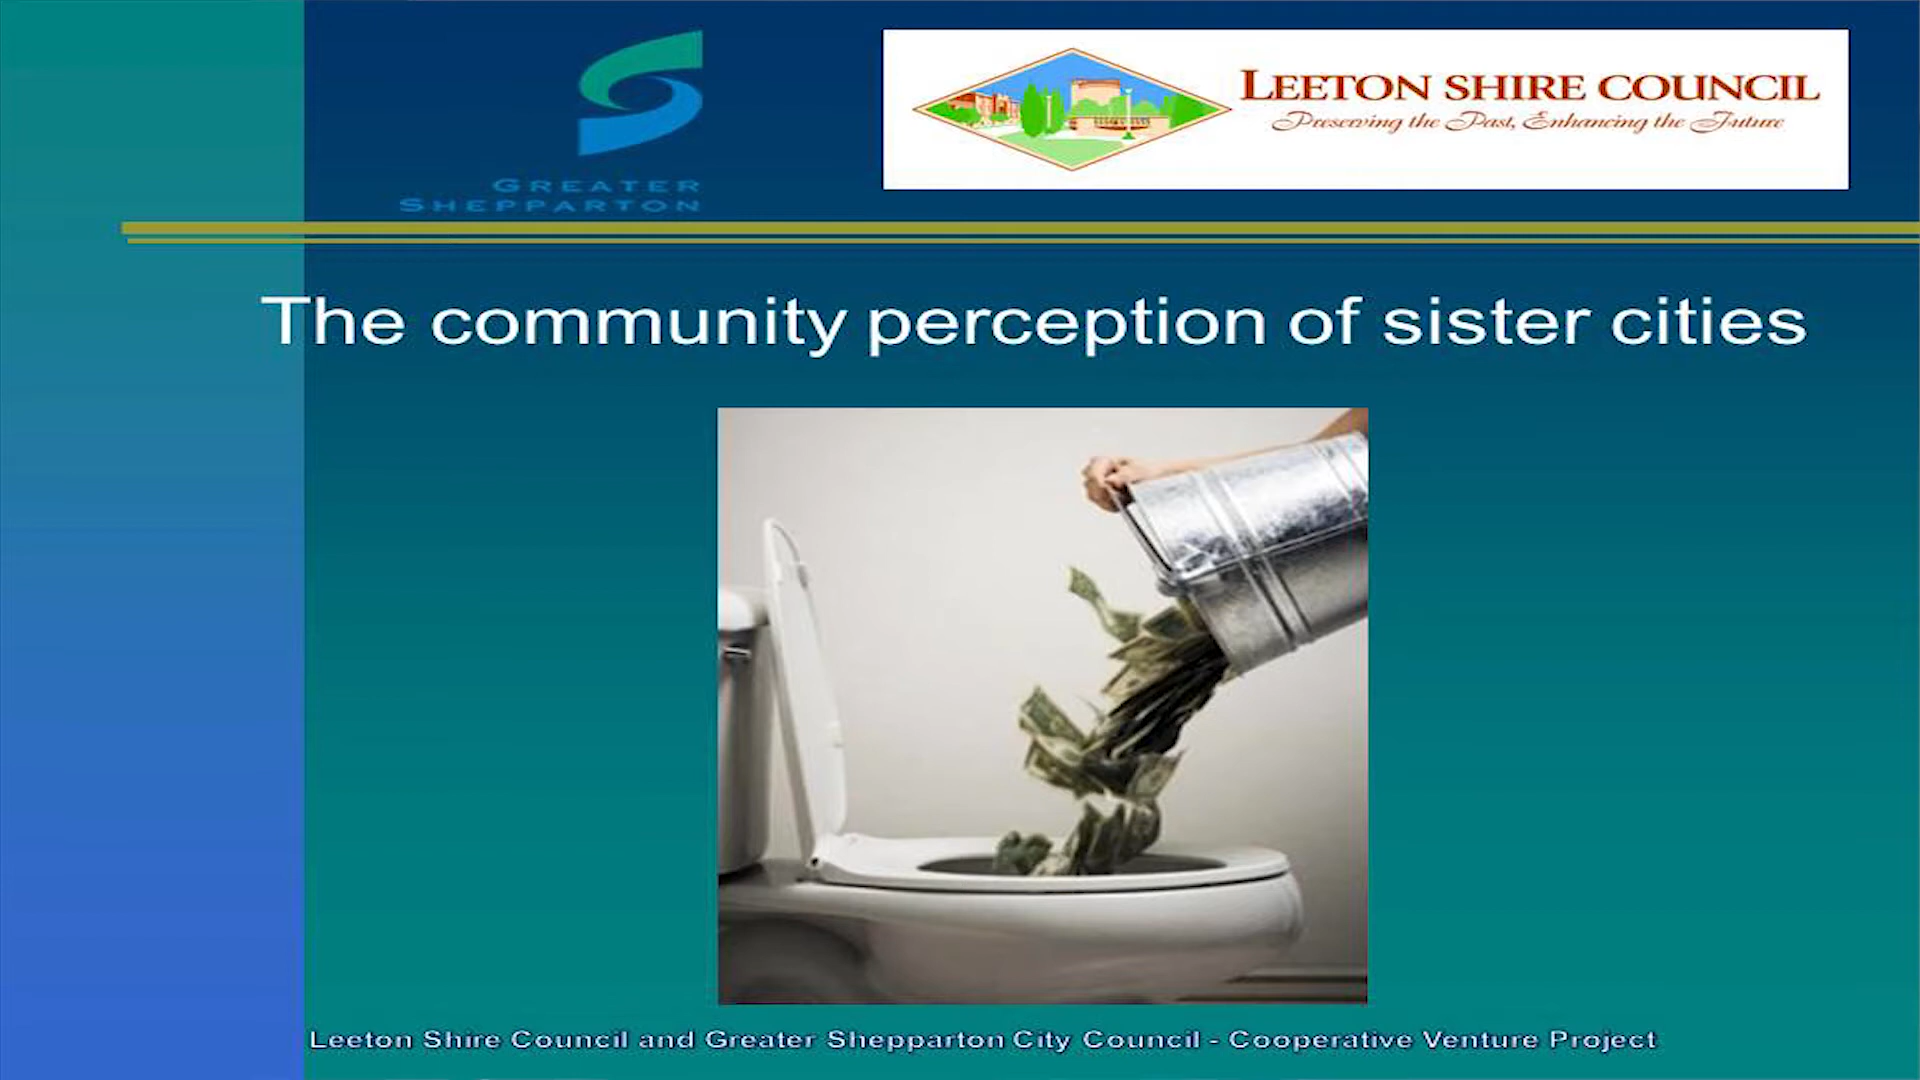 GREATER
SHEPPARTON
LEETON SHIRE COUNCIL
Preserving the Past, Enhancing the Future
The community perception of sister cities
Leeton Shire Council and Greater Shepparton City Council - Cooperative Venture Project